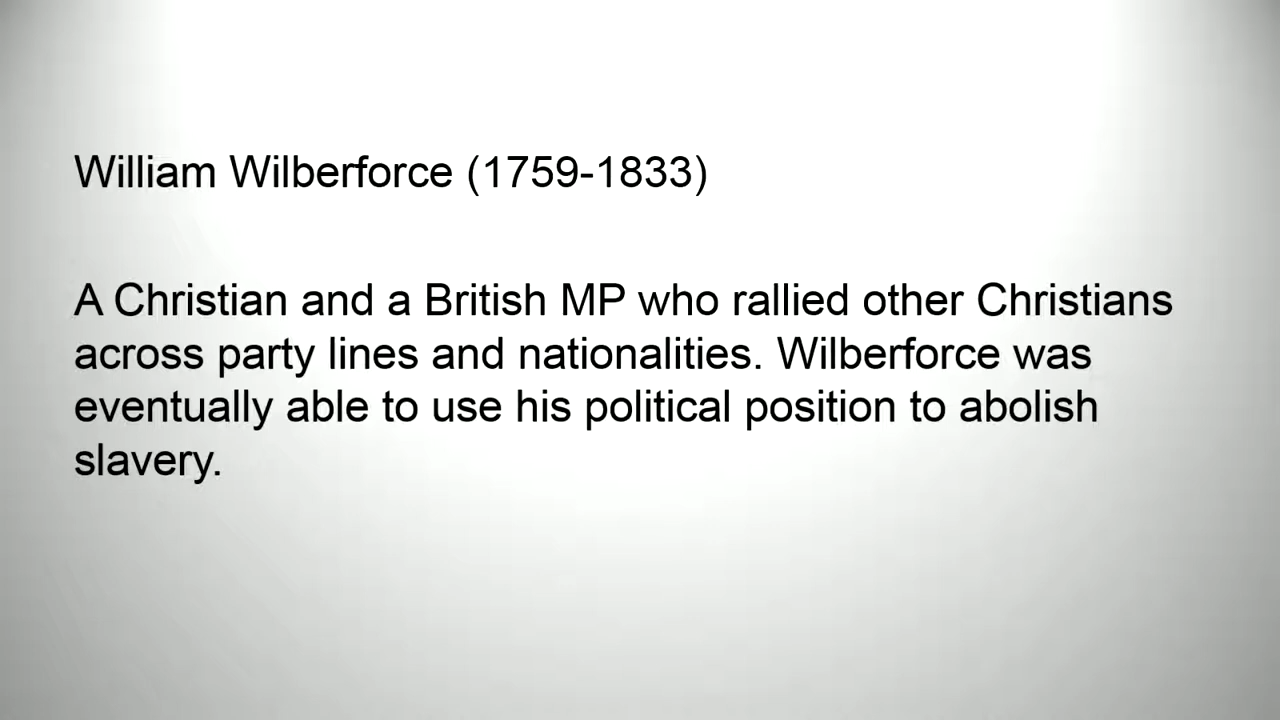 William Wilberforce (1759-1833)
A Christian and a British MP who rallied other Christians
across party lines and nationalities. Wilberforce was
eventually able to use his political position to abolish
slavery.